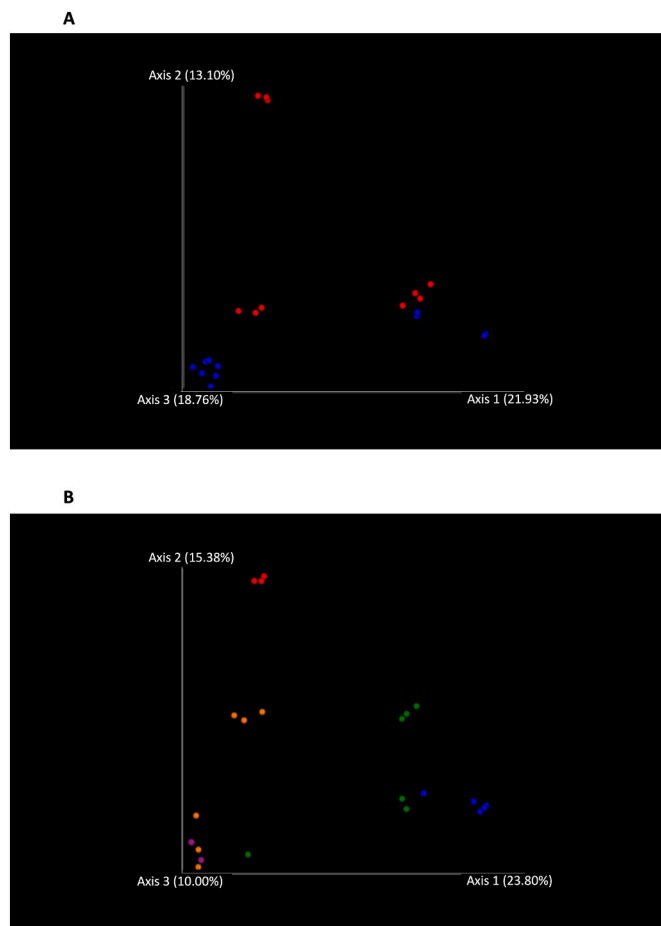 A
Axis 2 (13.10%)
Axis 3 (18.76%)
Axis 1 (21.93%)
B
Axis 2 (15.38%)
Axis 3 (10.00%)
Axis 1 (23.80%)